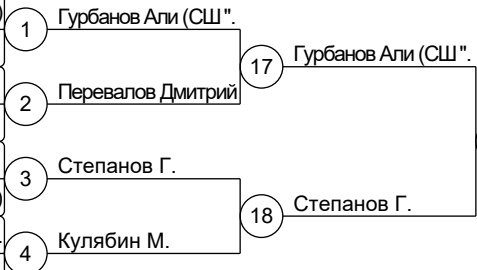 1 Гурбанов Али (СШ".
17 Гурбанов Али (СШ".
2 Перевалов Дмитрий
3 Степанов Г.
18 Степанов Г.
4 Кулябин М.